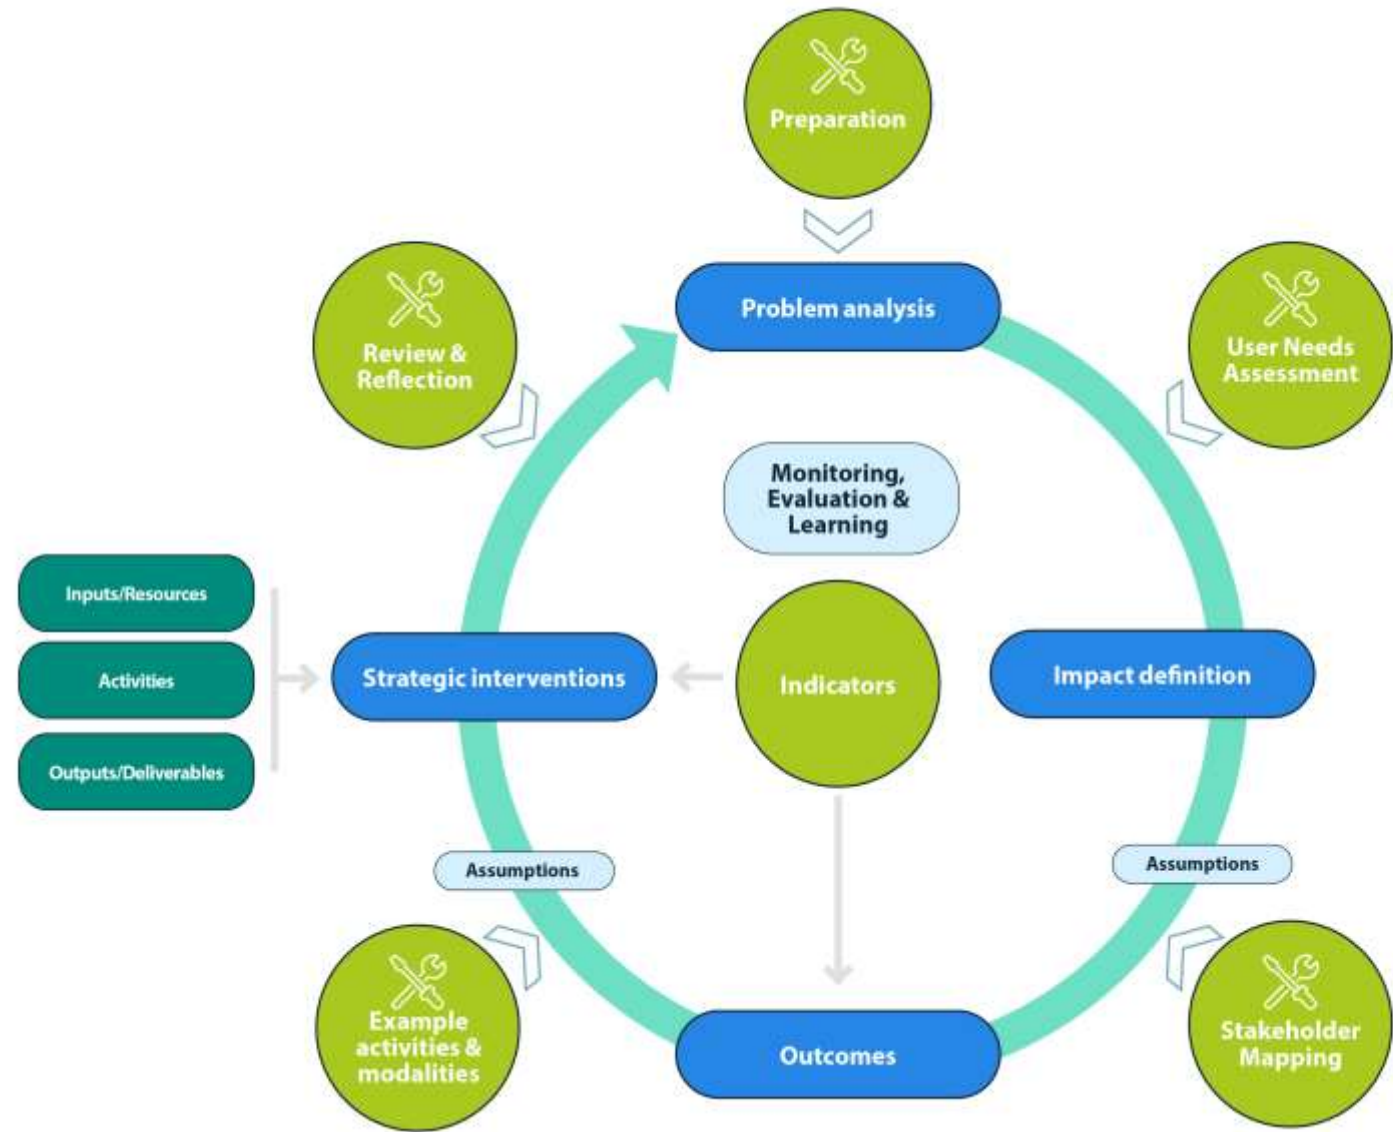 Preparation
Problem analysis
Review &
Reflection
User Needs
Assessment
Monitoring,
Evaluation &
Learning
Inputs/Resources
Activities
Outputs/Deliverables
Strategic interventions
Indicators
Impact definition
Assumptions
Assumptions
Example
activities &
modalities
Outcomes
Stakeholder
Mapping